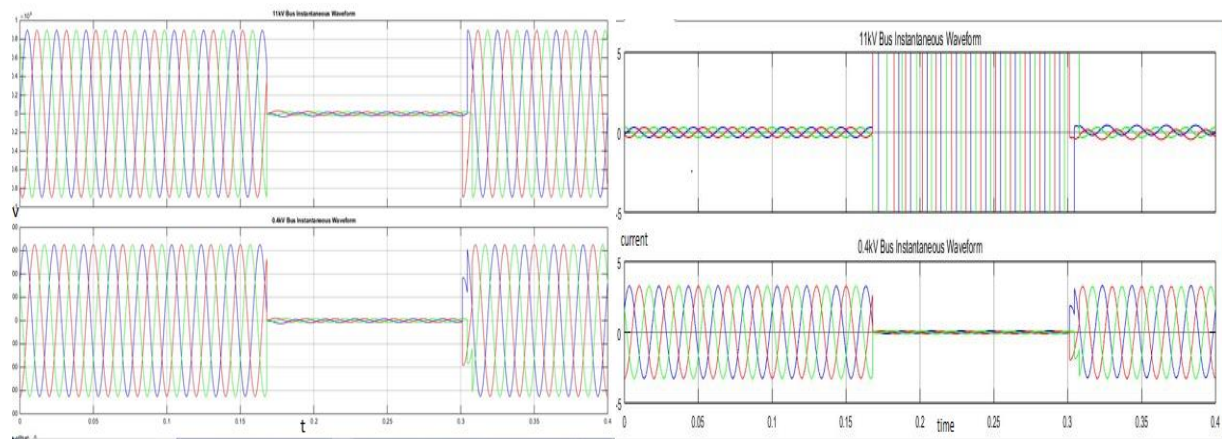 11kV Bus Instantaneous Waveform
V
0.4kV Bus Instantaneous Waveform
0 0.05 0.1 0.15 0.2 0.25 0.3 0.35 0.4
t
11kV Bus Instantaneous Waveform
5
0
-5
current
0.4kV Bus Instantaneous Waveform
5
0
-5
0 0.05 0.1 0.15 0.2 0.25 0.3 0.35 0.4
time